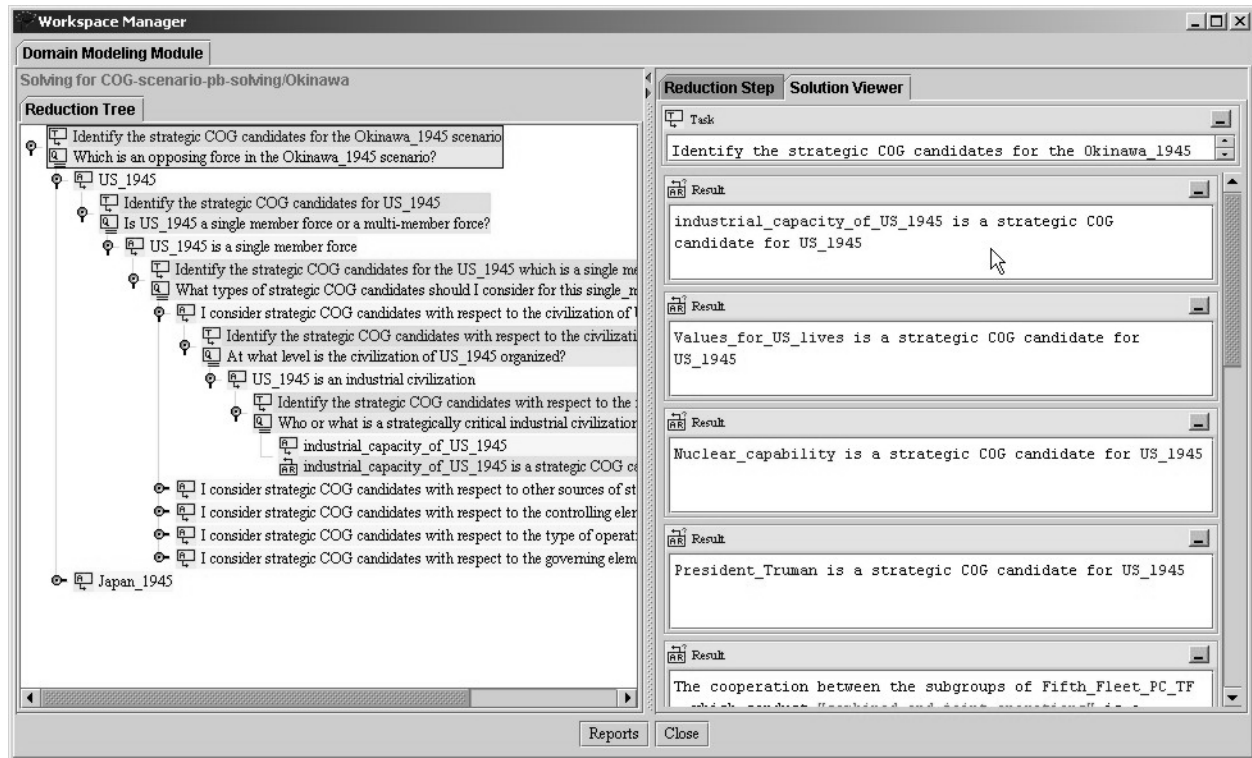 Workspace Manager
Domain Modeling Module
Solving for COG-scenario-pb-solving/Okinawa
Reduction Tree
Identify the strategic COG candidates for the Okinawa_1945 scenario
Which is an opposing force in the Okinawa_1945 scenario?
US_1945
Identify the strategic COG candidates for US_1945
Is US_1945 a single member force or a multi-member force?
US_1945 is a single member force
Identify the strategic COG candidates for the US_1945 which is a single me
What types of strategic COG candidates should I consider for this single_m
I consider strategic COG candidates with respect to the civilization of
Identify the strategic COG candidates with respect to the civilizati
At what level is the civilization of US_1945 organized?
US_1945 is an industrial civilization
Identify the strategic COG candidates with respect to the
Who or what is a strategically critical industrial civilization
industrial_capacity_of_US_1945
industrial_capacity_of_US_1945 is a strategic COG ca
I consider strategic COG candidates with respect to other sources of st
I consider strategic COG candidates with respect to the controlling eler
I consider strategic COG candidates with respect to the type of operat
I consider strategic COG candidates with respect to the governing elem
Japan_1945
Reduction Step Solution Viewer
Task
Identify the strategic COG candidates for the Okinawa_1945
Result
industrial_capacity_of_US_1945 is a strategic COG
candidate for US_1945
Result
Values_for_US_lives is a strategic COG candidate for
US_1945
Result
Nuclear_capability is a strategic COG candidate for US_1945
Result
President_Truman is a strategic COG candidate for US_1945
Result
The cooperation between the subgroups of Fifth_Fleet_PC_TF
Reports Close